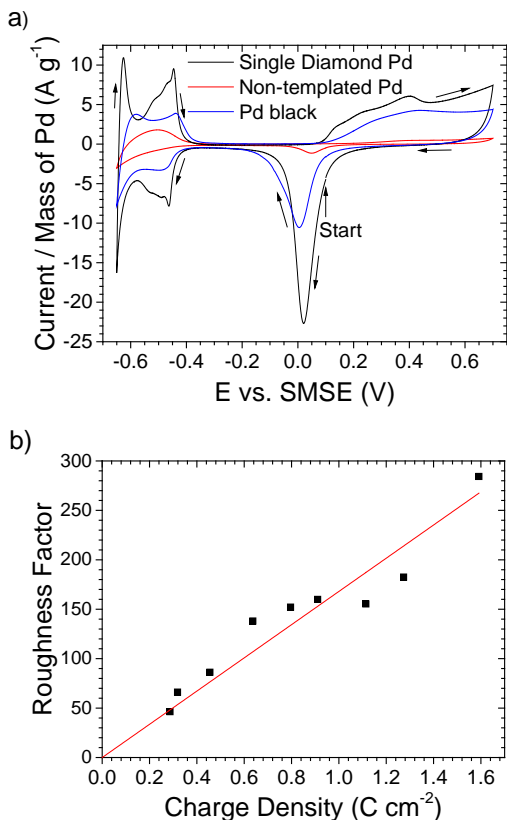 a)
Current / Mass of Pd (A g⁻¹)
15
10
5
0
-5
-10
-15
-20
-25
Single Diamond Pd
Non-templated Pd
Pd black
Start
-0.6 -0.4 -0.2 0.0 0.2 0.4 0.6
E vs. SMSE (V)
b)
Roughness Factor
300
250
200
150
100
50
0
0.0 0.2 0.4 0.6 0.8 1.0 1.2 1.4 1.6
Charge Density (C cm⁻²)